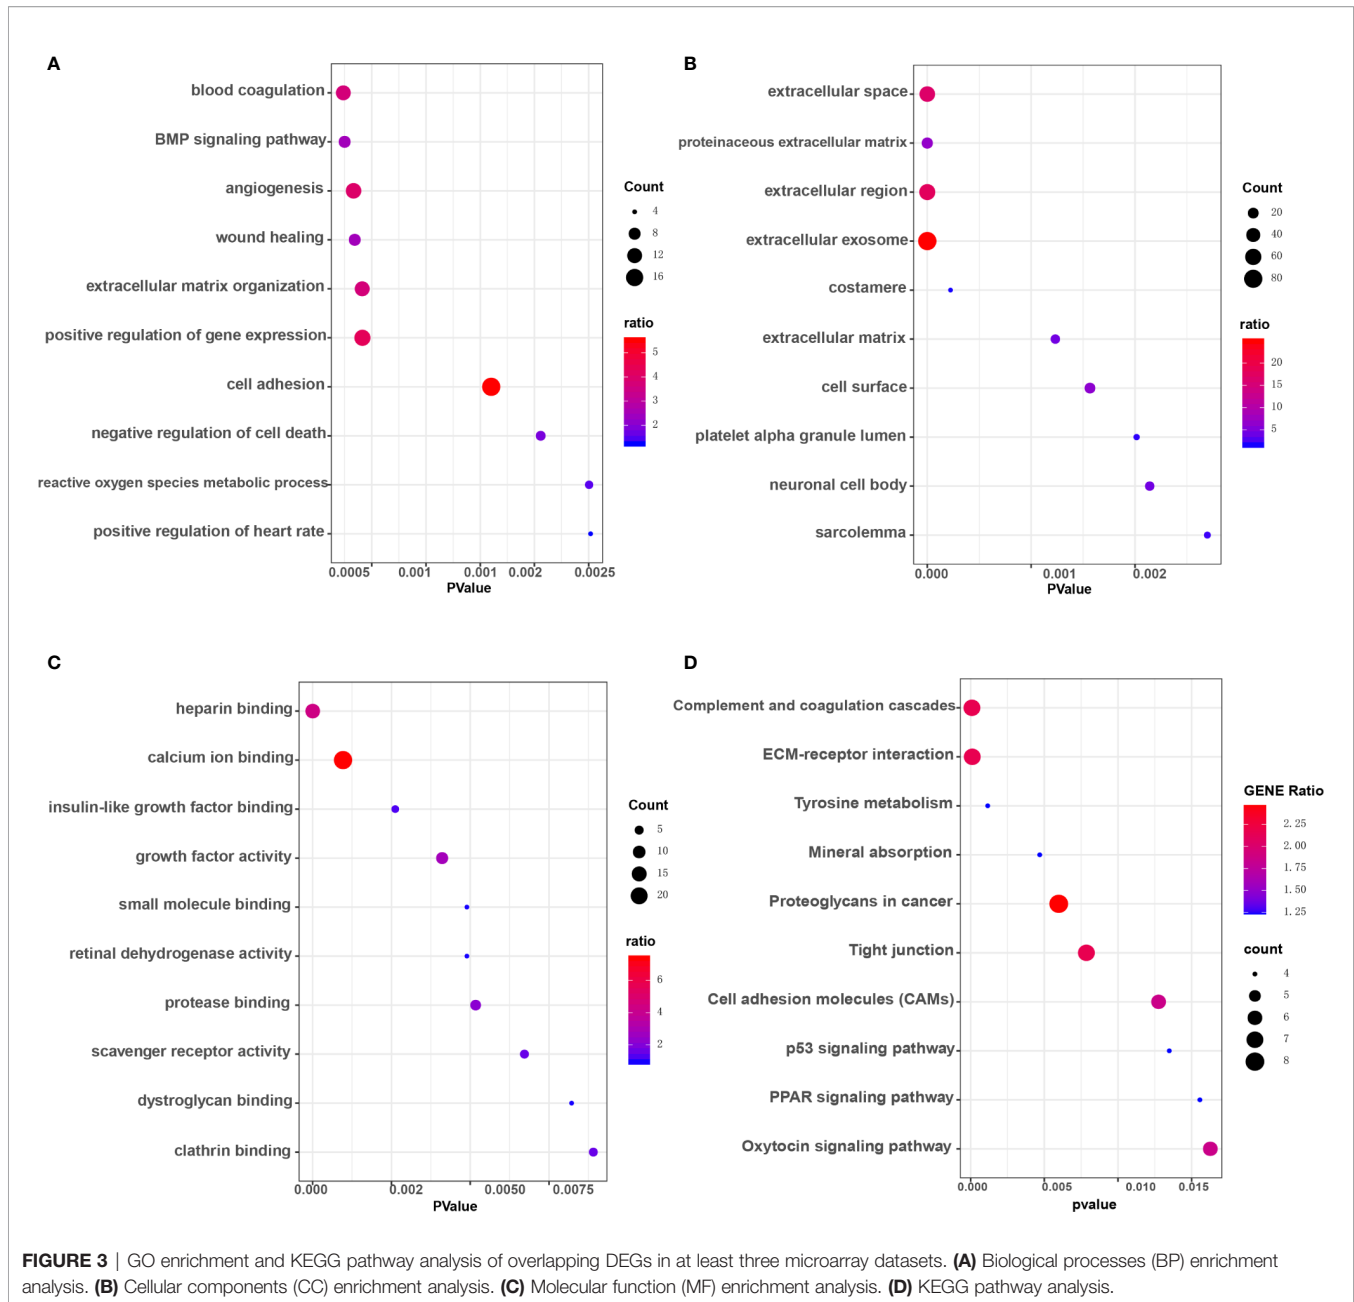 A
blood coagulation
BMP signaling pathway
angiogenesis
wound healing
extracellular matrix organization
positive regulation of gene expression
cell adhesion
negative regulation of cell death
reactive oxygen species metabolic process
positive regulation of heart rate
0.0005 0.001 0.001 0.002 0.0025
PValue
Count
4
8
12
16
ratio
5
4
3
2
B
extracellular space
proteinaceous extracellular matrix
extracellular region
extracellular exosome
costamere
extracellular matrix
cell surface
platelet alpha granule lumen
neuronal cell body
sarcolemma
0.000 0.001 0.002
PValue
Count
20
40
60
80
ratio
20
15
10
5
C
heparin binding
calcium ion binding
insulin-like growth factor binding
growth factor activity
small molecule binding
retinal dehydrogenase activity
protease binding
scavenger receptor activity
dystroglycan binding
clathrin binding
0.000 0.002 0.0050 0.0075
PValue
Count
5
10
15
20
ratio
6
4
2
D
Complement and coagulation cascades
ECM-receptor interaction
Tyrosine metabolism
Mineral absorption
Proteoglycans in cancer
Tight junction
Cell adhesion molecules (CAMs)
p53 signaling pathway
PPAR signaling pathway
Oxytocin signaling pathway
0.000 0.005 0.010 0.015
pvalue
GENE Ratio
2.25
2.00
1.75
1.50
1.25
count
4
5
6
7
8
FIGURE 3 | GO enrichment and KEGG pathway analysis of overlapping DEGs in at least three microarray datasets. (A) Biological processes (BP) enrichment
analysis. (B) Cellular components (CC) enrichment analysis. (C) Molecular function (MF) enrichment analysis. (D) KEGG pathway analysis.